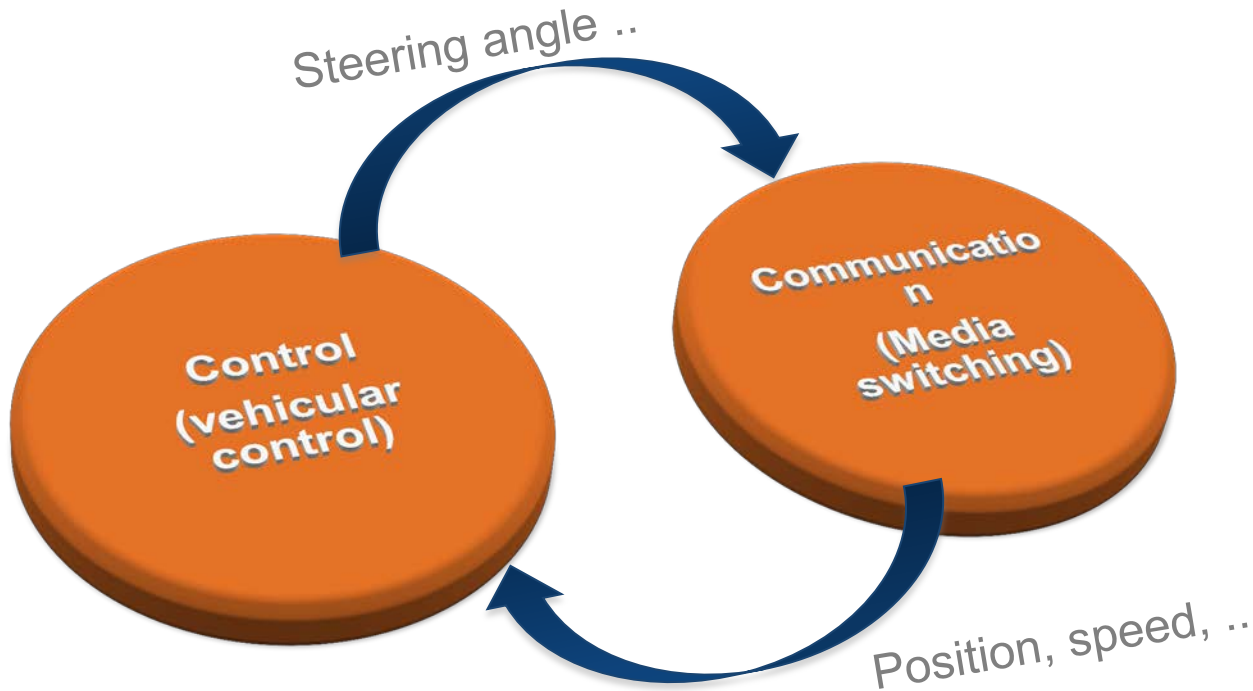 Steering angle ..
Communicatio
n
(Media
switching)
Control
(vehicular
control)
Position, speed, ..